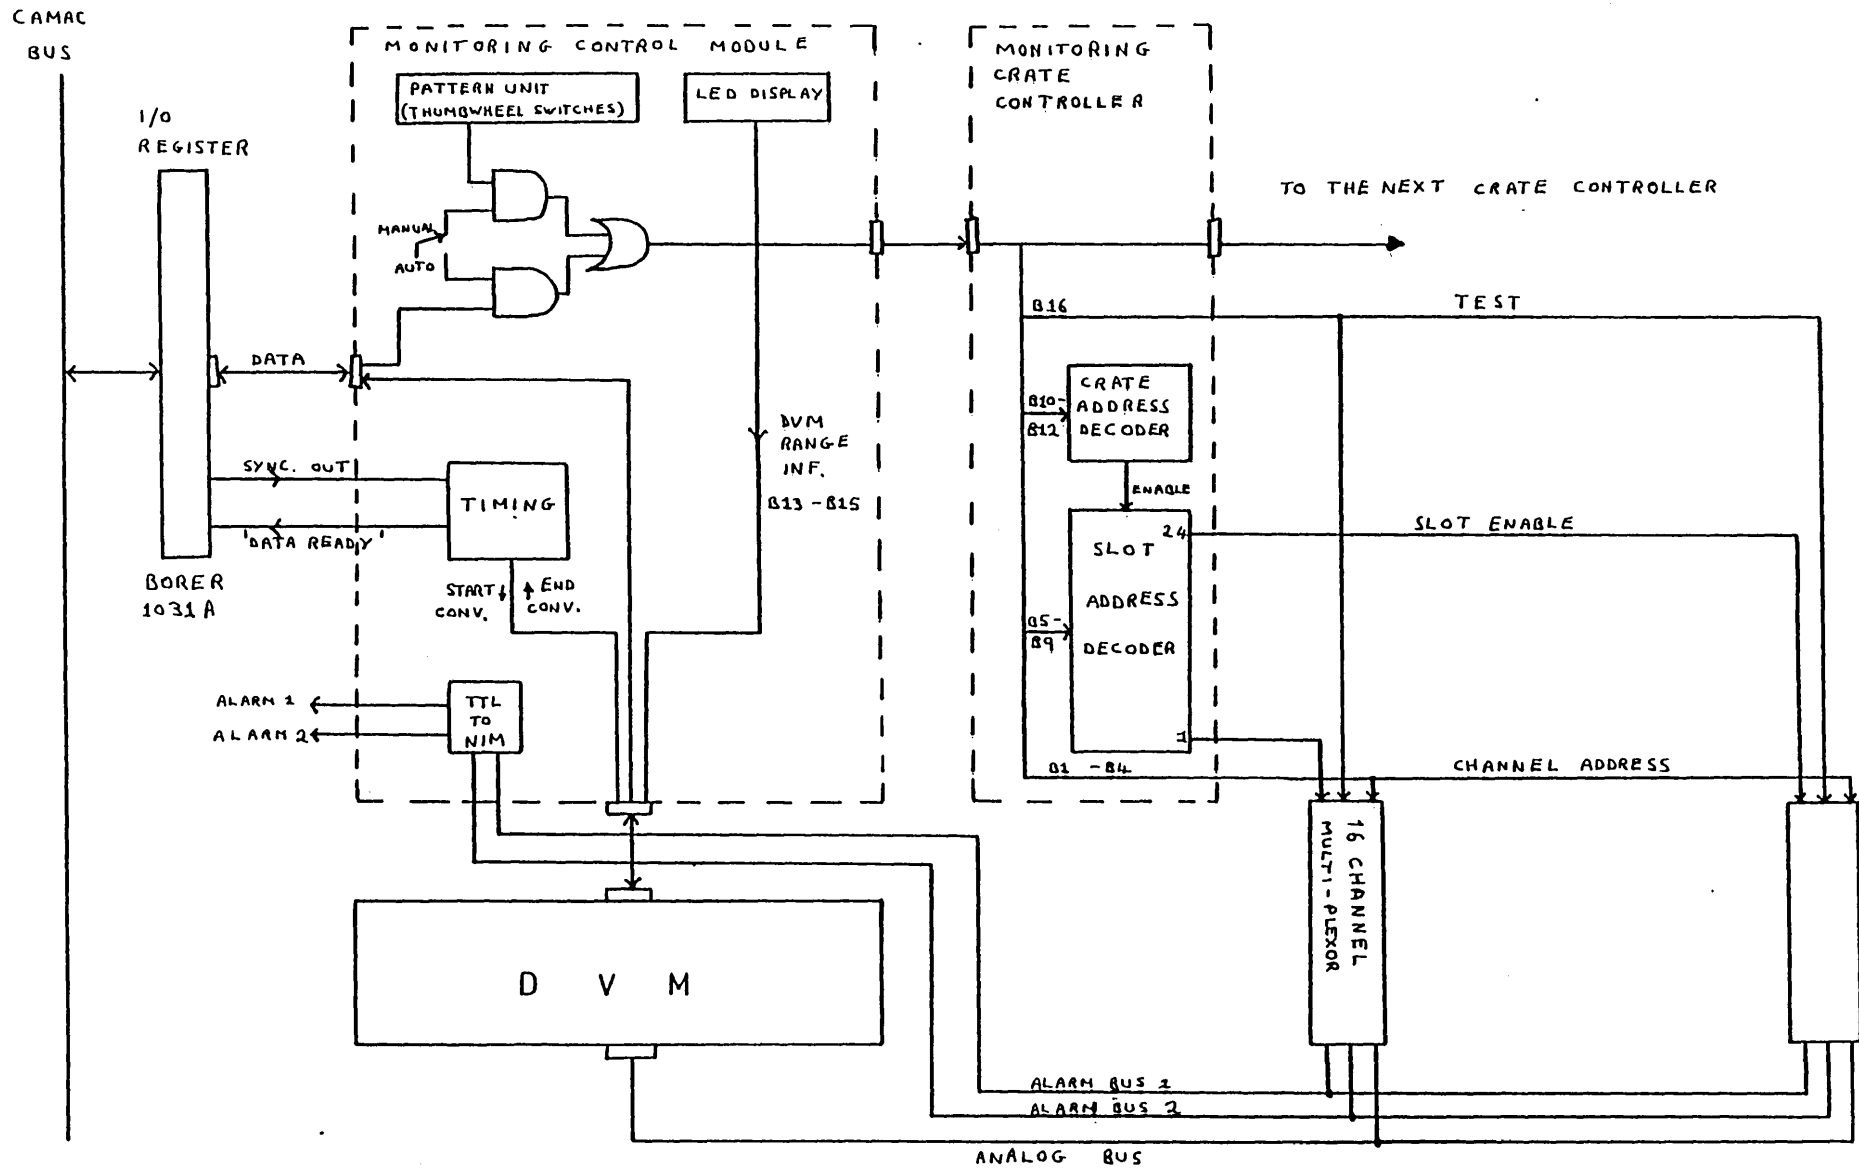 CAMAC
BUS
I/O
REGISTER
BORER
1031A
MONITORING CONTROL MODULE
PATTERN UNIT
(THUMBWHEEL SWITCHES)
LED DISPLAY
MANUAL
AUTO
DATA
SYNC. OUT
'DATA READY'
TIMING
START
CONV.
END
CONV.
DVM
RANGE
INF.
B13 - B15
ALARM 1
ALARM 2
TTL
TO
NIM
D V M
MONITORING
CRATE
CONTROLLER
TO THE NEXT CRATE CONTROLLER
B16
TEST
B10-
B12
CRATE
ADDRESS
DECODER
ENABLE
24
SLOT
ADDRESS
DECODER
1
SLOT ENABLE
B5-
B9
B1 - B4
CHANNEL ADDRESS
16 CHANNEL
MULTI-PLEXOR
ALARM BUS 1
ALARM BUS 2
ANALOG BUS